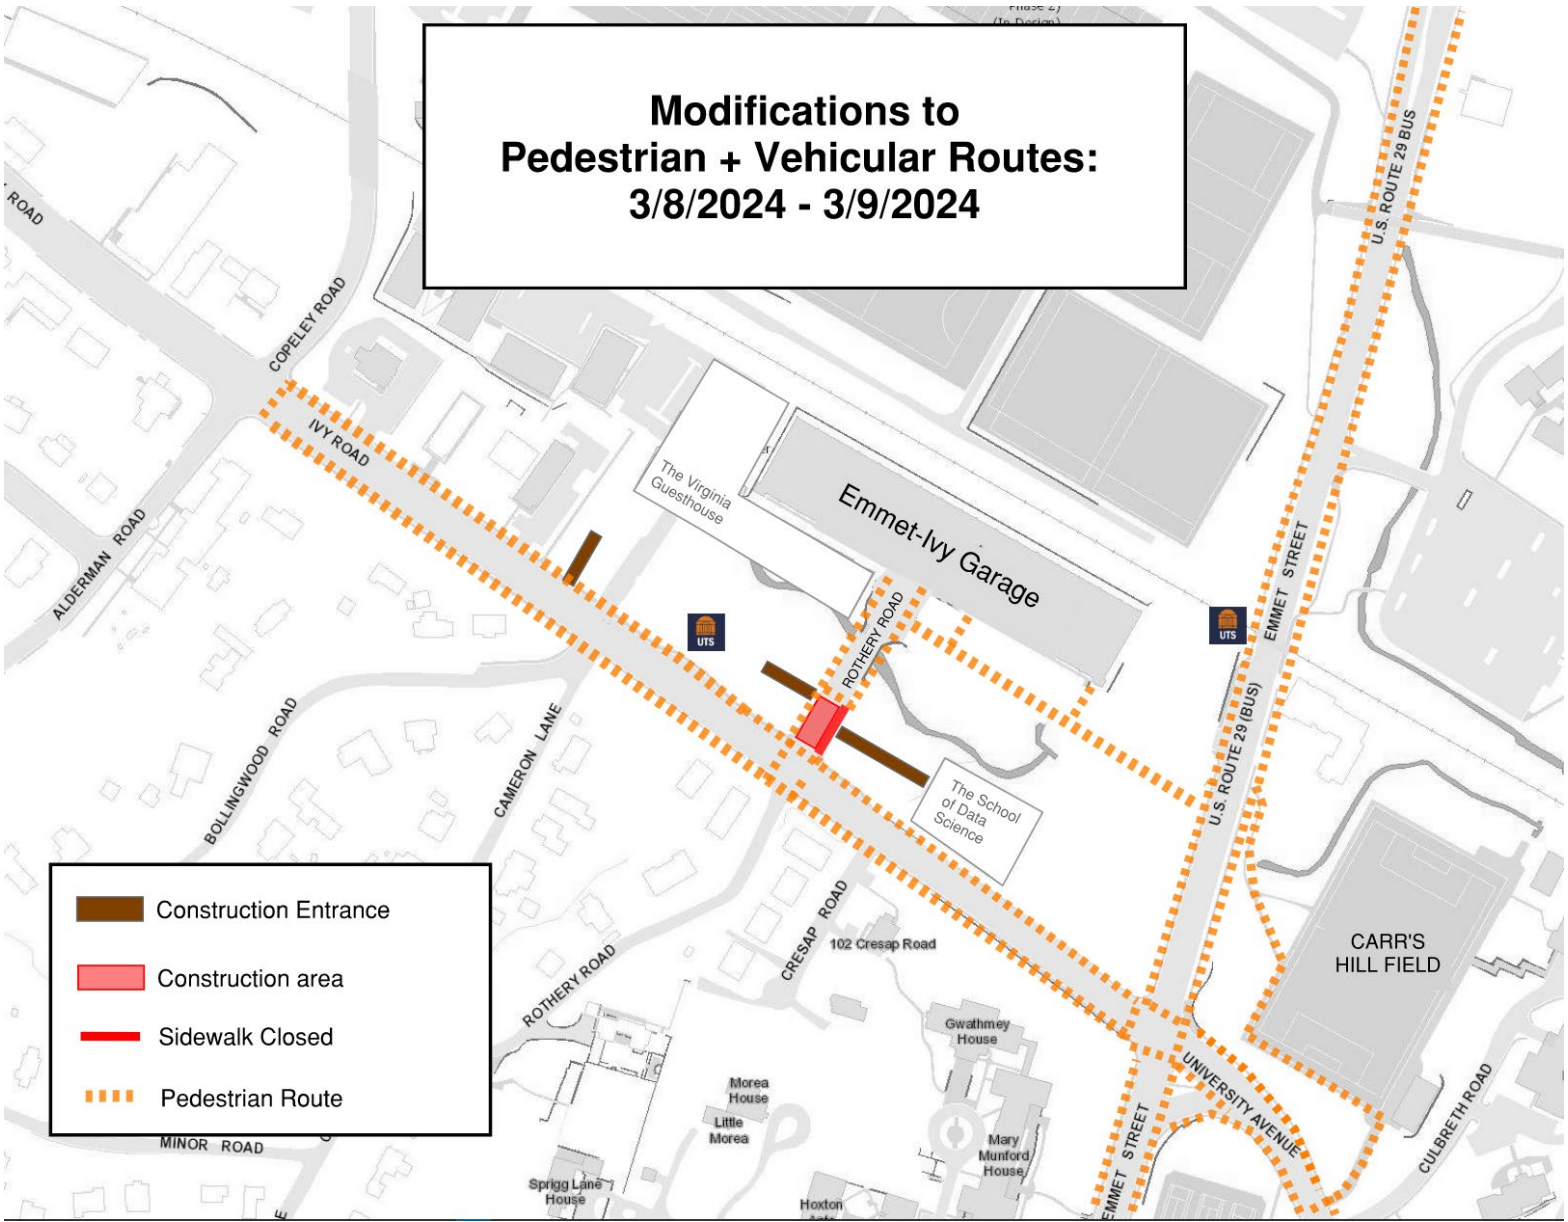 Phase 2)
(In Design)
Modifications to
Pedestrian + Vehicular Routes:
3/8/2024 - 3/9/2024
ROAD
COPELEY ROAD
IVY ROAD
ALDERMAN ROAD
U.S. ROUTE 29 BUS
The Virginia
Guesthouse
Emmet-Ivy Garage
EMMET STREET
UTS
UTS
ROTHERY ROAD
U.S. ROUTE 29 (BUS)
BOLLINGWOOD ROAD
CAMERON LANE
The School
of Data
Science
CRESAP ROAD
102 Cresap Road
ROTHERY ROAD
CARR'S
HILL FIELD
Gwathmey
House
UNIVERSITY AVENUE
EMMET STREET
CULBRETH ROAD
Morea
House
Little
Morea
Mary
Munford
House
Sprigg Lane
House
Hoxton
Construction Entrance
Construction area
Sidewalk Closed
Pedestrian Route
MINOR ROAD